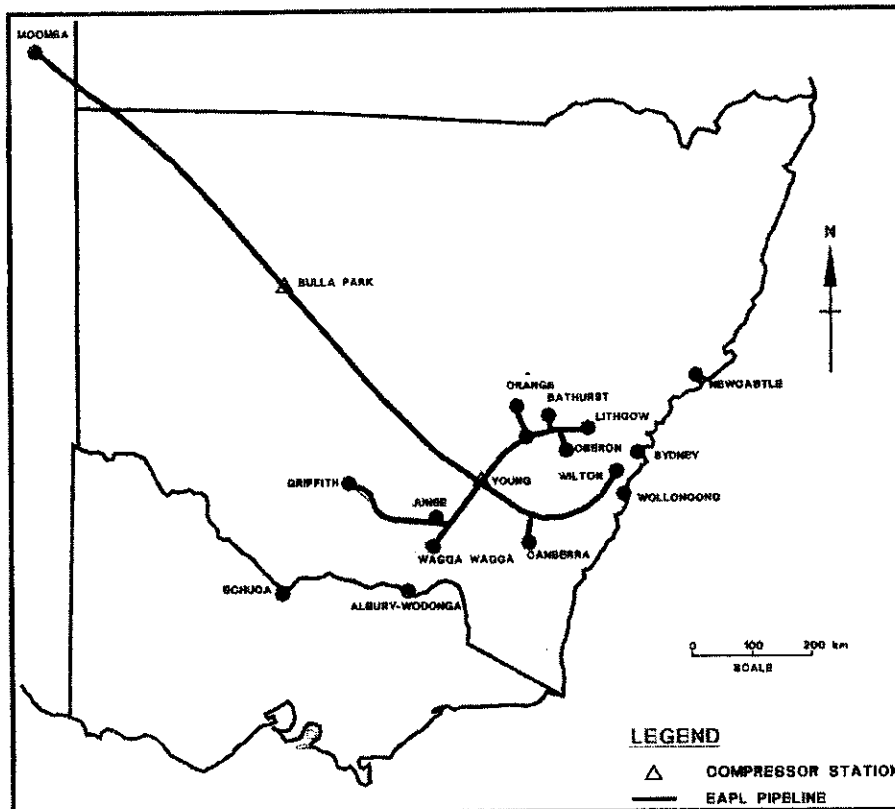 MOOMBA
BULLA PARK
N
ORANGE
BATHURST
LITHGOW
OBERON
NEWCASTLE
SYDNEY
WILTON
WOLLONGONG
YOUNG
GRIFFITH
JUNEE
WAGGA WAGGA
CANBERRA
ECHUCA
ALBURY-WODONGA
0 100 200 km
SCALE
LEGEND
COMPRESSOR STATION
EAPL PIPELINE